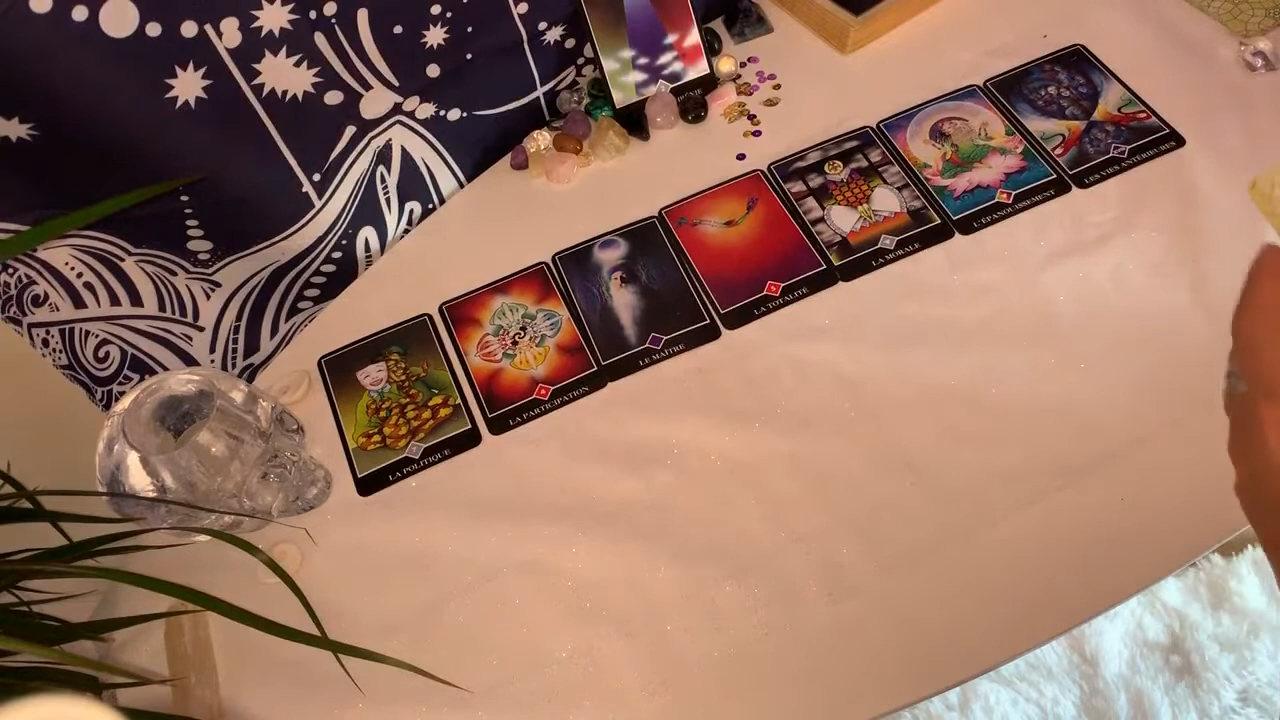 LA POLITIQUE
LA PARTICIPATION
LE MAÎTRE
LA TOTALITÉ
LA MORALE
L'ÉPANOUISSEMENT
LES VIES ANTÉRIEURES